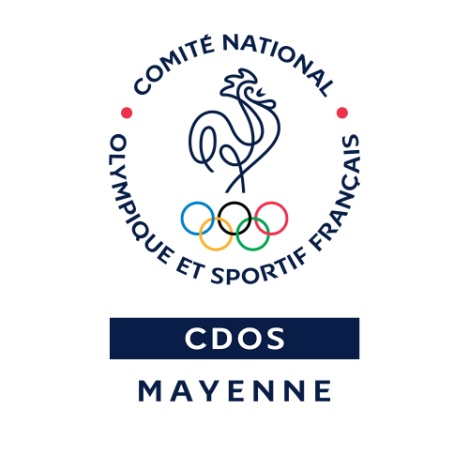 COMITÉ NATIONAL
OLYMPIQUE ET SPORTIF FRANÇAIS
CDOS
MAYENNE